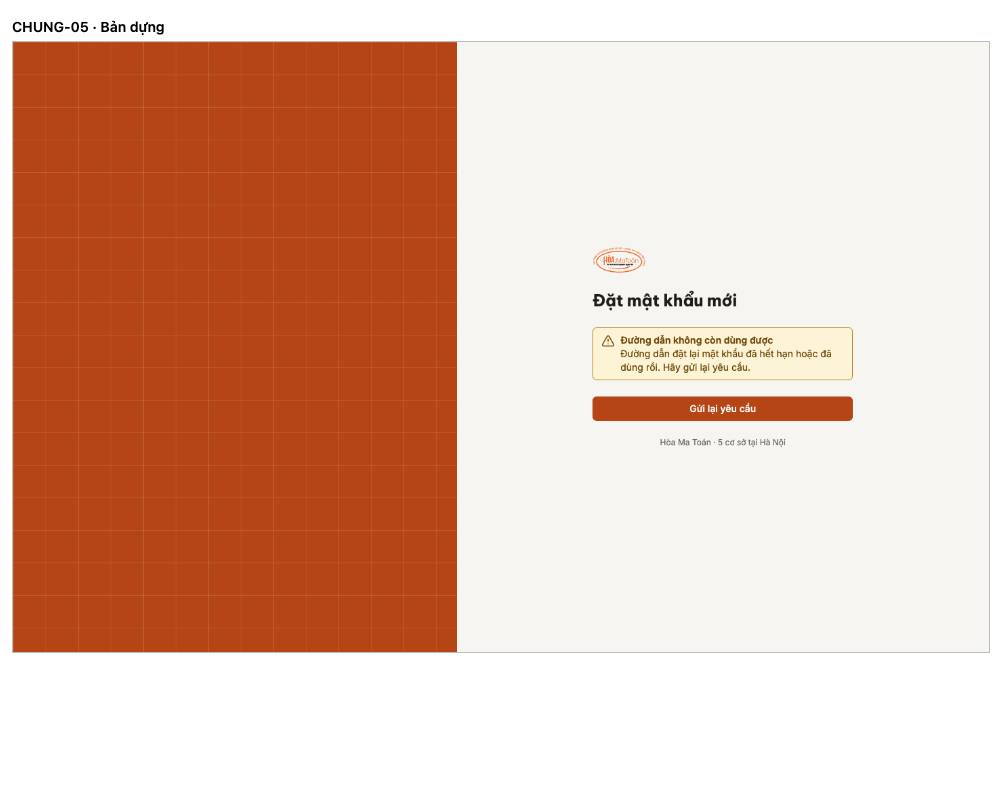 CHUNG-05 · Bản dựng
Đặt mật khẩu mới
Đường dẫn không còn dùng được
Đường dẫn đặt lại mật khẩu đã hết hạn hoặc đã
dùng rồi. Hãy gửi lại yêu cầu.
Gửi lại yêu cầu
Hòa Ma Toán · 5 cơ sở tại Hà Nội